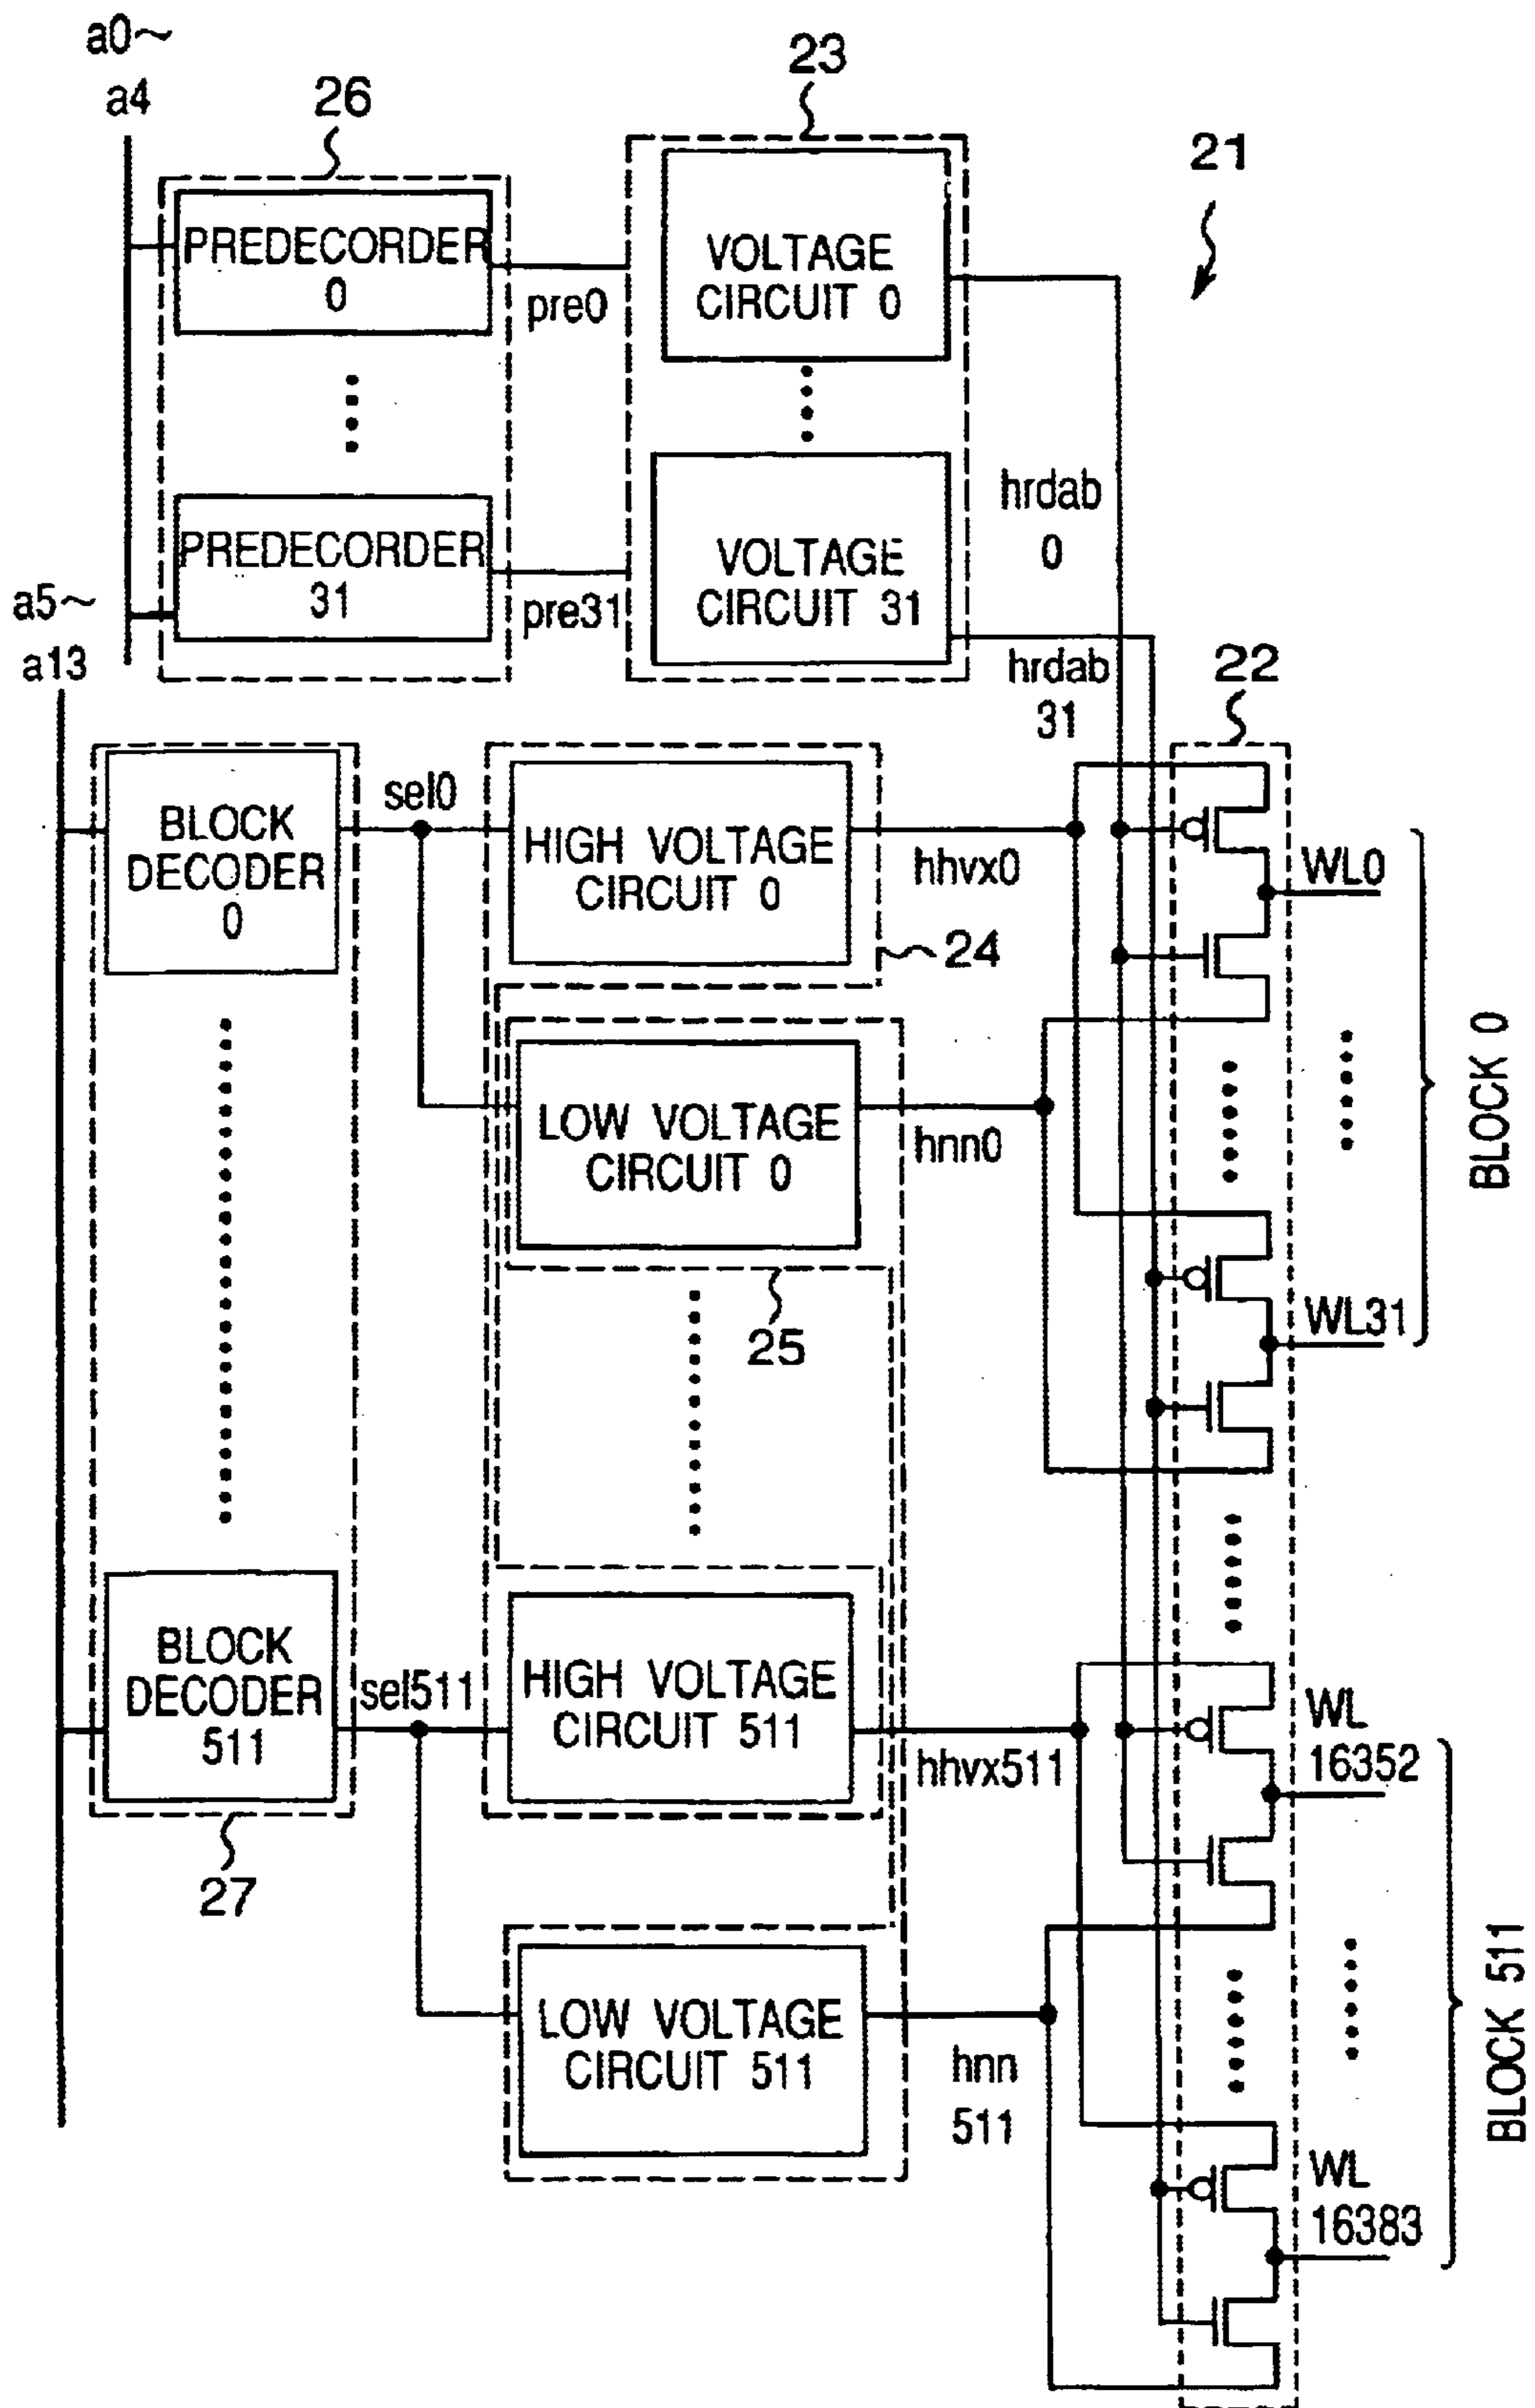 a0~
a4
26
23
21
PREDECORDER
0
pre0
VOLTAGE
CIRCUIT 0
hrdab
0
PREDECORDER
31
pre31
VOLTAGE
CIRCUIT 31
hrdab
31
a5~
a13
22
BLOCK
DECODER
0
sel0
HIGH VOLTAGE
CIRCUIT 0
hhvx0
WL0
24
LOW VOLTAGE
CIRCUIT 0
hnn0
BLOCK 0
25
WL31
BLOCK
DECODER
511
sel511
HIGH VOLTAGE
CIRCUIT 511
hhvx511
WL
16352
27
LOW VOLTAGE
CIRCUIT 511
hnn
511
BLOCK 511
WL
16383